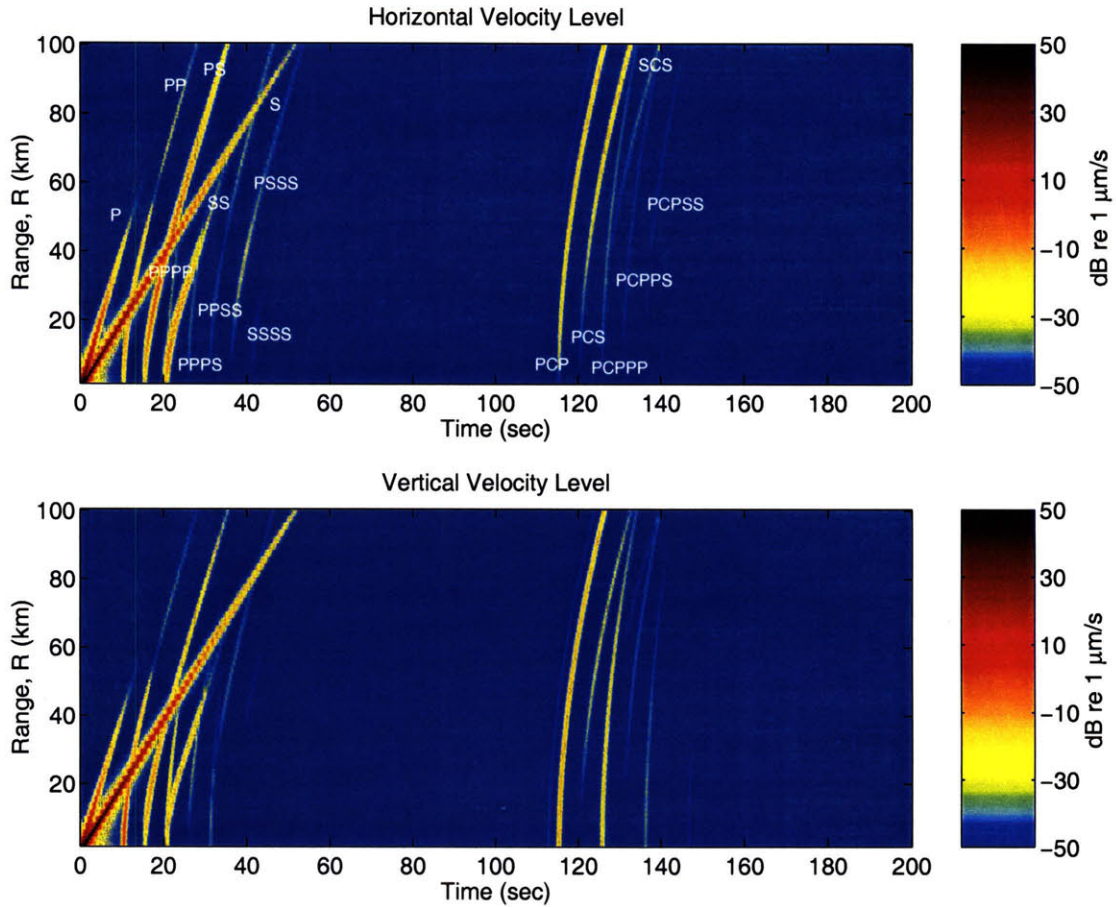 Horizontal Velocity Level
100
80
60
40
20
Range, R (km)
PP
PS
S
P
PSSS
SS
PPPP
PPSS
SSSS
PPPS
SCS
PCPSS
PCPPS
PCS
PCP
PCPPP
0 20 40 60 80 100 120 140 160 180 200
Time (sec)
50
30
10
−10
−30
−50
dB re 1 μm/s
Vertical Velocity Level
100
80
60
40
20
Range, R (km)
0 20 40 60 80 100 120 140 160 180 200
Time (sec)
50
30
10
−10
−30
−50
dB re 1 μm/s